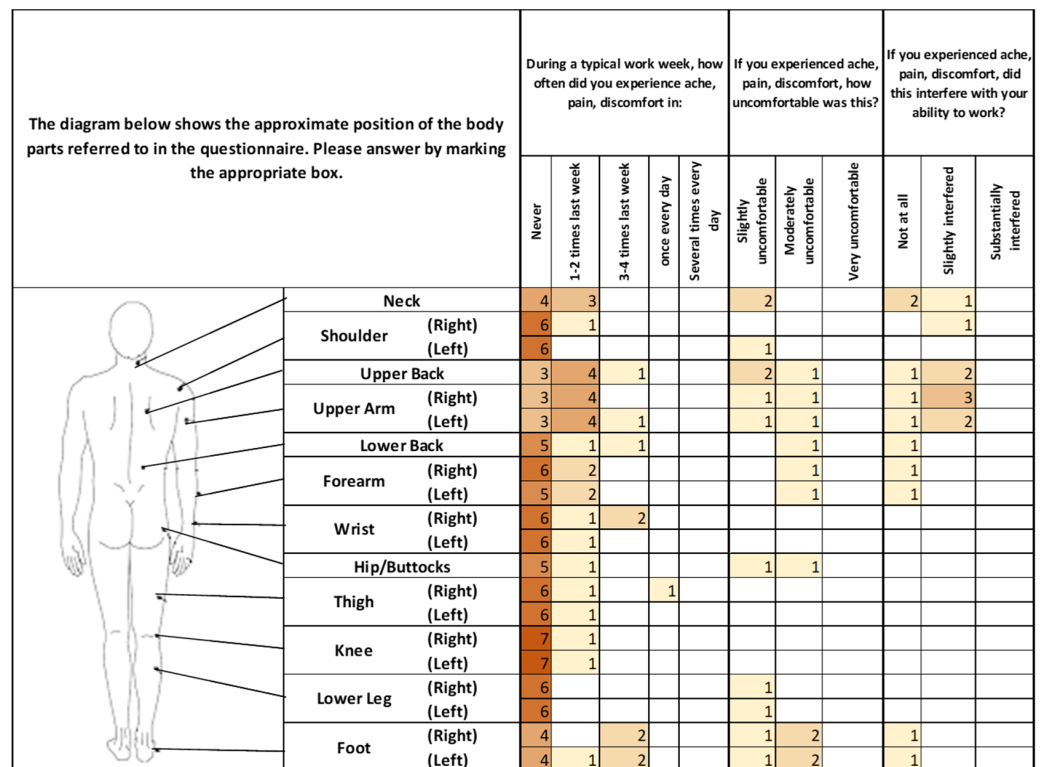 The diagram below shows the approximate position of the body
parts referred to in the questionnaire. Please answer by marking
the appropriate box.
During a typical work week, how
often did you experience ache,
pain, discomfort in:
If you experienced ache,
pain, discomfort, how
uncomfortable was this?
If you experienced ache,
pain, discomfort, did
this interfere with your
ability to work?
Never
1-2 times last week
3-4 times last week
once every day
Several times every
day
Slightly
uncomfortable
Moderately
uncomfortable
Very uncomfortable
Not at all
Slightly interfered
Substantially
interfered
Neck 4 3 2 2 1
Shoulder
(Right) 6 1 1
(Left) 6 1
Upper Back 3 4 1 2 1 1 2
Upper Arm
(Right) 3 4 1 1 1 3
(Left) 3 4 1 1 1 1 2
Lower Back 5 1 1 1 1
Forearm
(Right) 6 2 1 1
(Left) 5 2 1 1
Wrist
(Right) 6 1 2
(Left) 6 1
Hip/Buttocks 5 1 1 1
Thigh
(Right) 6 1 1
(Left) 6 1
Knee
(Right) 7 1
(Left) 7 1
Lower Leg
(Right) 6 1
(Left) 6 1
Foot
(Right) 4 2 1 2 1
(Left) 4 1 2 1 2 1